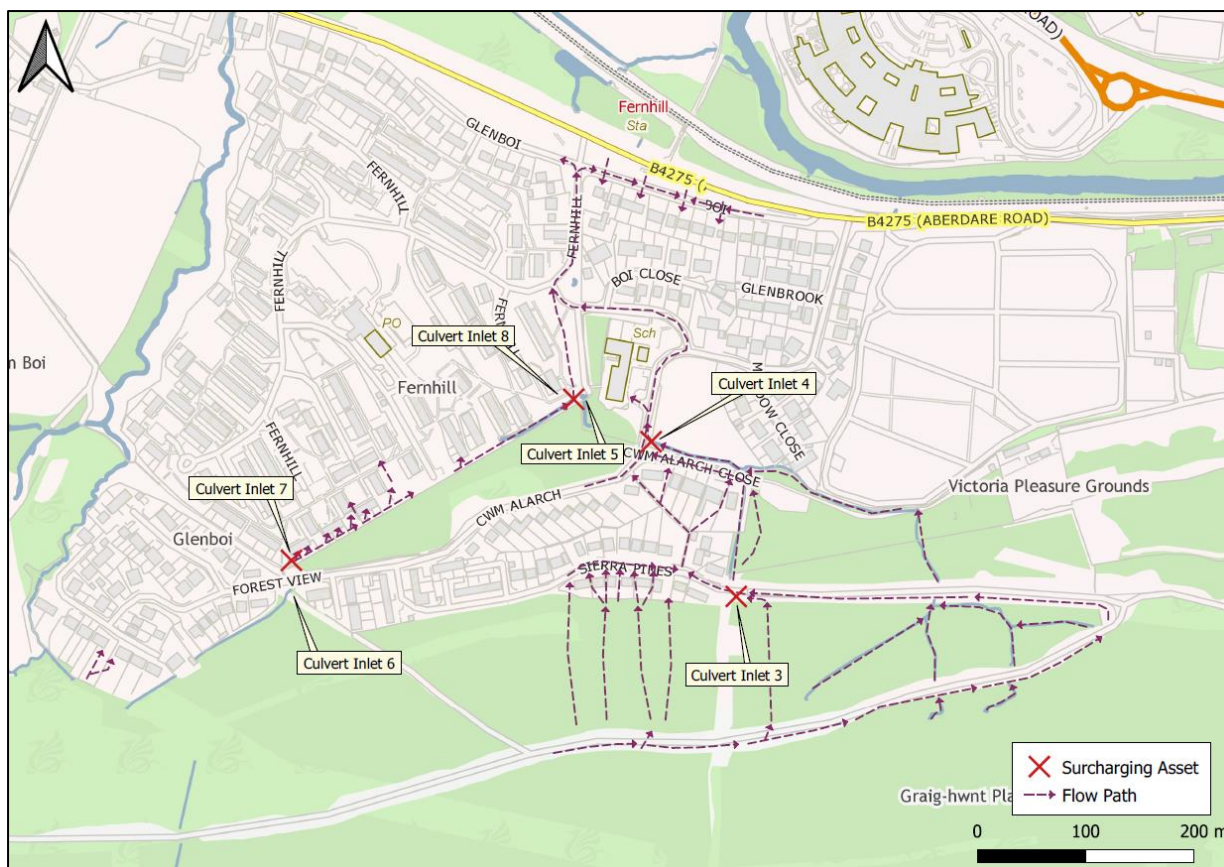 ROAD)
Fernhill
Sta
GLENBOI
B4275 (,
BOI
B4275 (ABERDARE ROAD)
FERNHILL
FERNHILL
FERNHILL
BOI CLOSE
GLENBROOK
PO
Culvert Inlet 8
Sch
m Boi
Fernhill
Culvert Inlet 4
Culvert Inlet 5
CWM ALARCH CLOSE
FERNHILL
Culvert Inlet 7
CWM ALARCH
Victoria Pleasure Grounds
Glenboi
FOREST VIEW
SIERRA PINES
Culvert Inlet 6
Culvert Inlet 3
Surcharging Asset
Flow Path
Graig-hwnt Pla
0 100 200 m